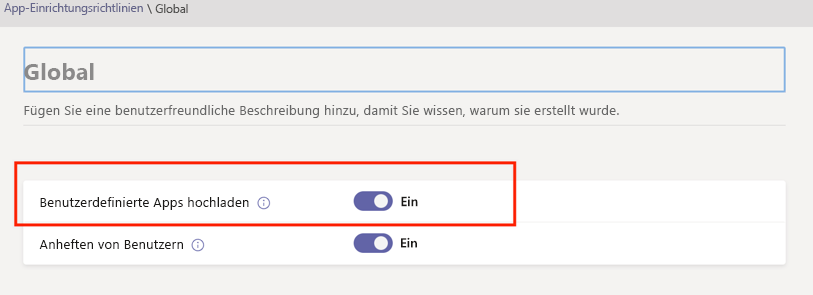 App-Einrichtungsrichtlinien \ Global
Global
Fügen Sie eine benutzerfreundliche Beschreibung hinzu, damit Sie wissen, warum sie erstellt wurde.
Benutzerdefinierte Apps hochladen Ein
Anheften von Benutzern Ein